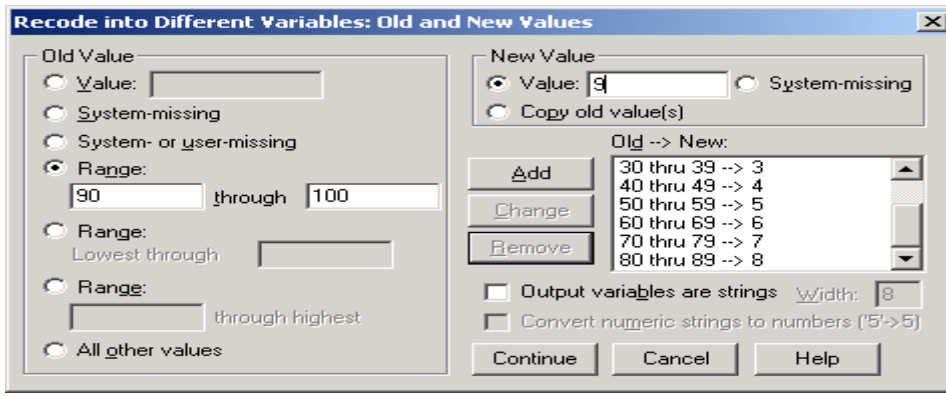 Recode into Different Variables: Old and New Values
Old Value
Value:
System-missing
System- or user-missing
Range:
90 through 100
Range:
Lowest through
Range:
through highest
All other values
New Value
Value: 9 System-missing
Copy old value(s)
Old --> New:
Add
Change
Remove
30 thru 39 --> 3
40 thru 49 --> 4
50 thru 59 --> 5
60 thru 69 --> 6
70 thru 79 --> 7
80 thru 89 --> 8
Output variables are strings Width: 8
Convert numeric strings to numbers ('5'->5)
Continue Cancel Help